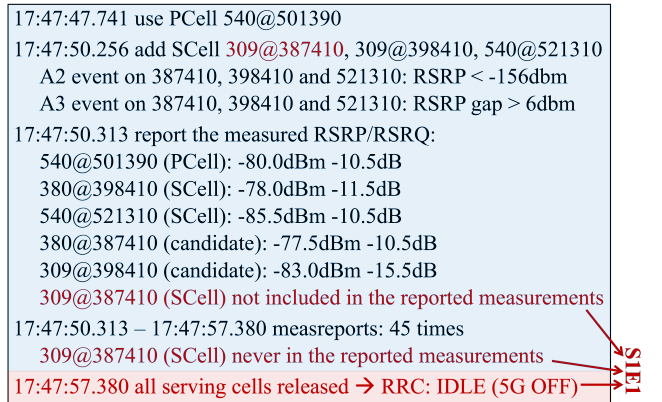 17:47:47.741 use PCell 540@501390
17:47:50.256 add SCell 309@387410, 309@398410, 540@521310
A2 event on 387410, 398410 and 521310: RSRP < -156dbm
A3 event on 387410, 398410 and 521310: RSRP gap > 6dbm
17:47:50.313 report the measured RSRP/RSRQ:
540@501390 (PCell): -80.0dBm -10.5dB
380@398410 (SCell): -78.0dBm -11.5dB
540@521310 (SCell): -85.5dBm -10.5dB
380@387410 (candidate): -77.5dBm -10.5dB
309@398410 (candidate): -83.0dBm -15.5dB
309@387410 (SCell) not included in the reported measurements
17:47:50.313 – 17:47:57.380 measreports: 45 times
309@387410 (SCell) never in the reported measurements
17:47:57.380 all serving cells released → RRC: IDLE (5G OFF)
S1E1